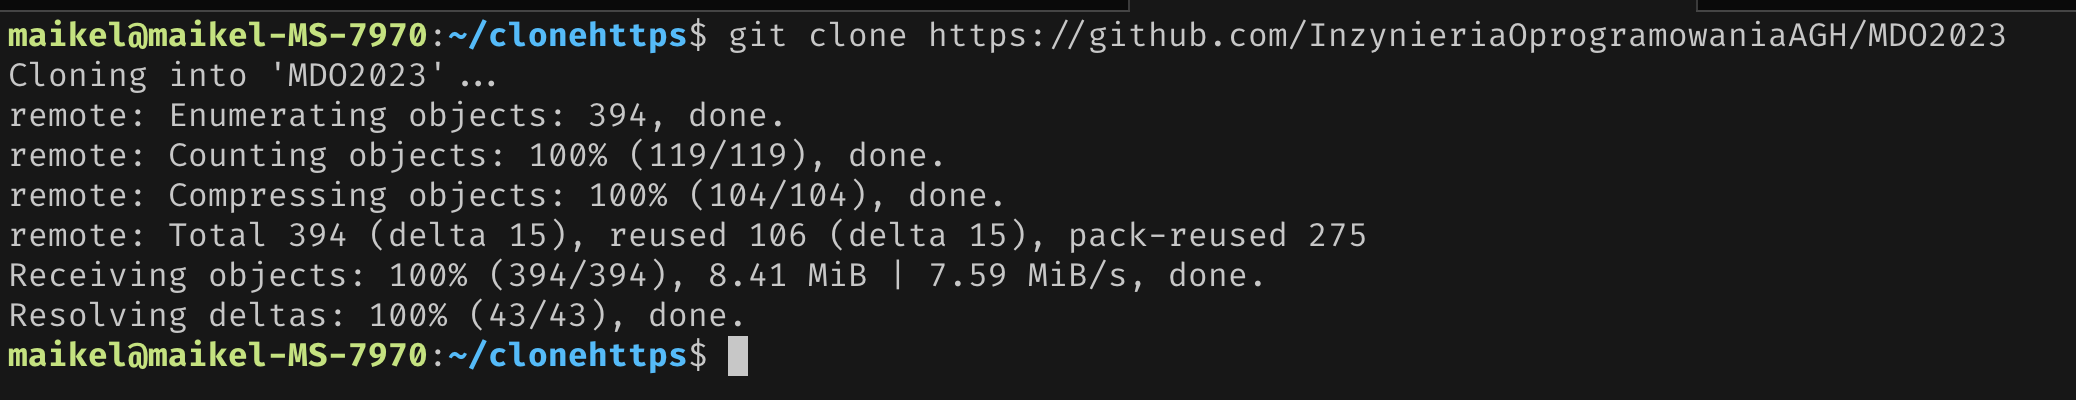 maikel@maikel-MS-7970:~/clonehttps$ git clone https://github.com/InzynieriaOprogramowaniaAGH/MDO2023
Cloning into 'MDO2023'...
remote: Enumerating objects: 394, done.
remote: Counting objects: 100% (119/119), done.
remote: Compressing objects: 100% (104/104), done.
remote: Total 394 (delta 15), reused 106 (delta 15), pack-reused 275
Receiving objects: 100% (394/394), 8.41 MiB | 7.59 MiB/s, done.
Resolving deltas: 100% (43/43), done.
maikel@maikel-MS-7970:~/clonehttps$